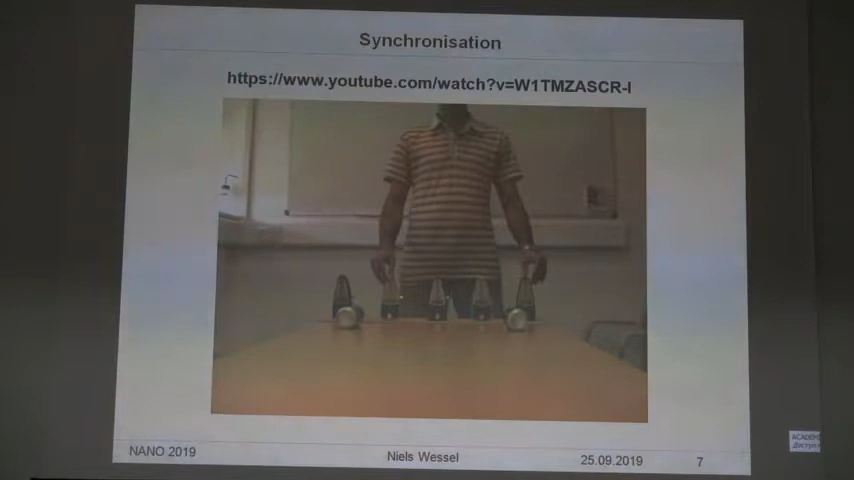 Synchronisation
https://www.youtube.com/watch?v=W1TMZASCR-I
NANO 2019
Niels Wessel
25.09.2019
7